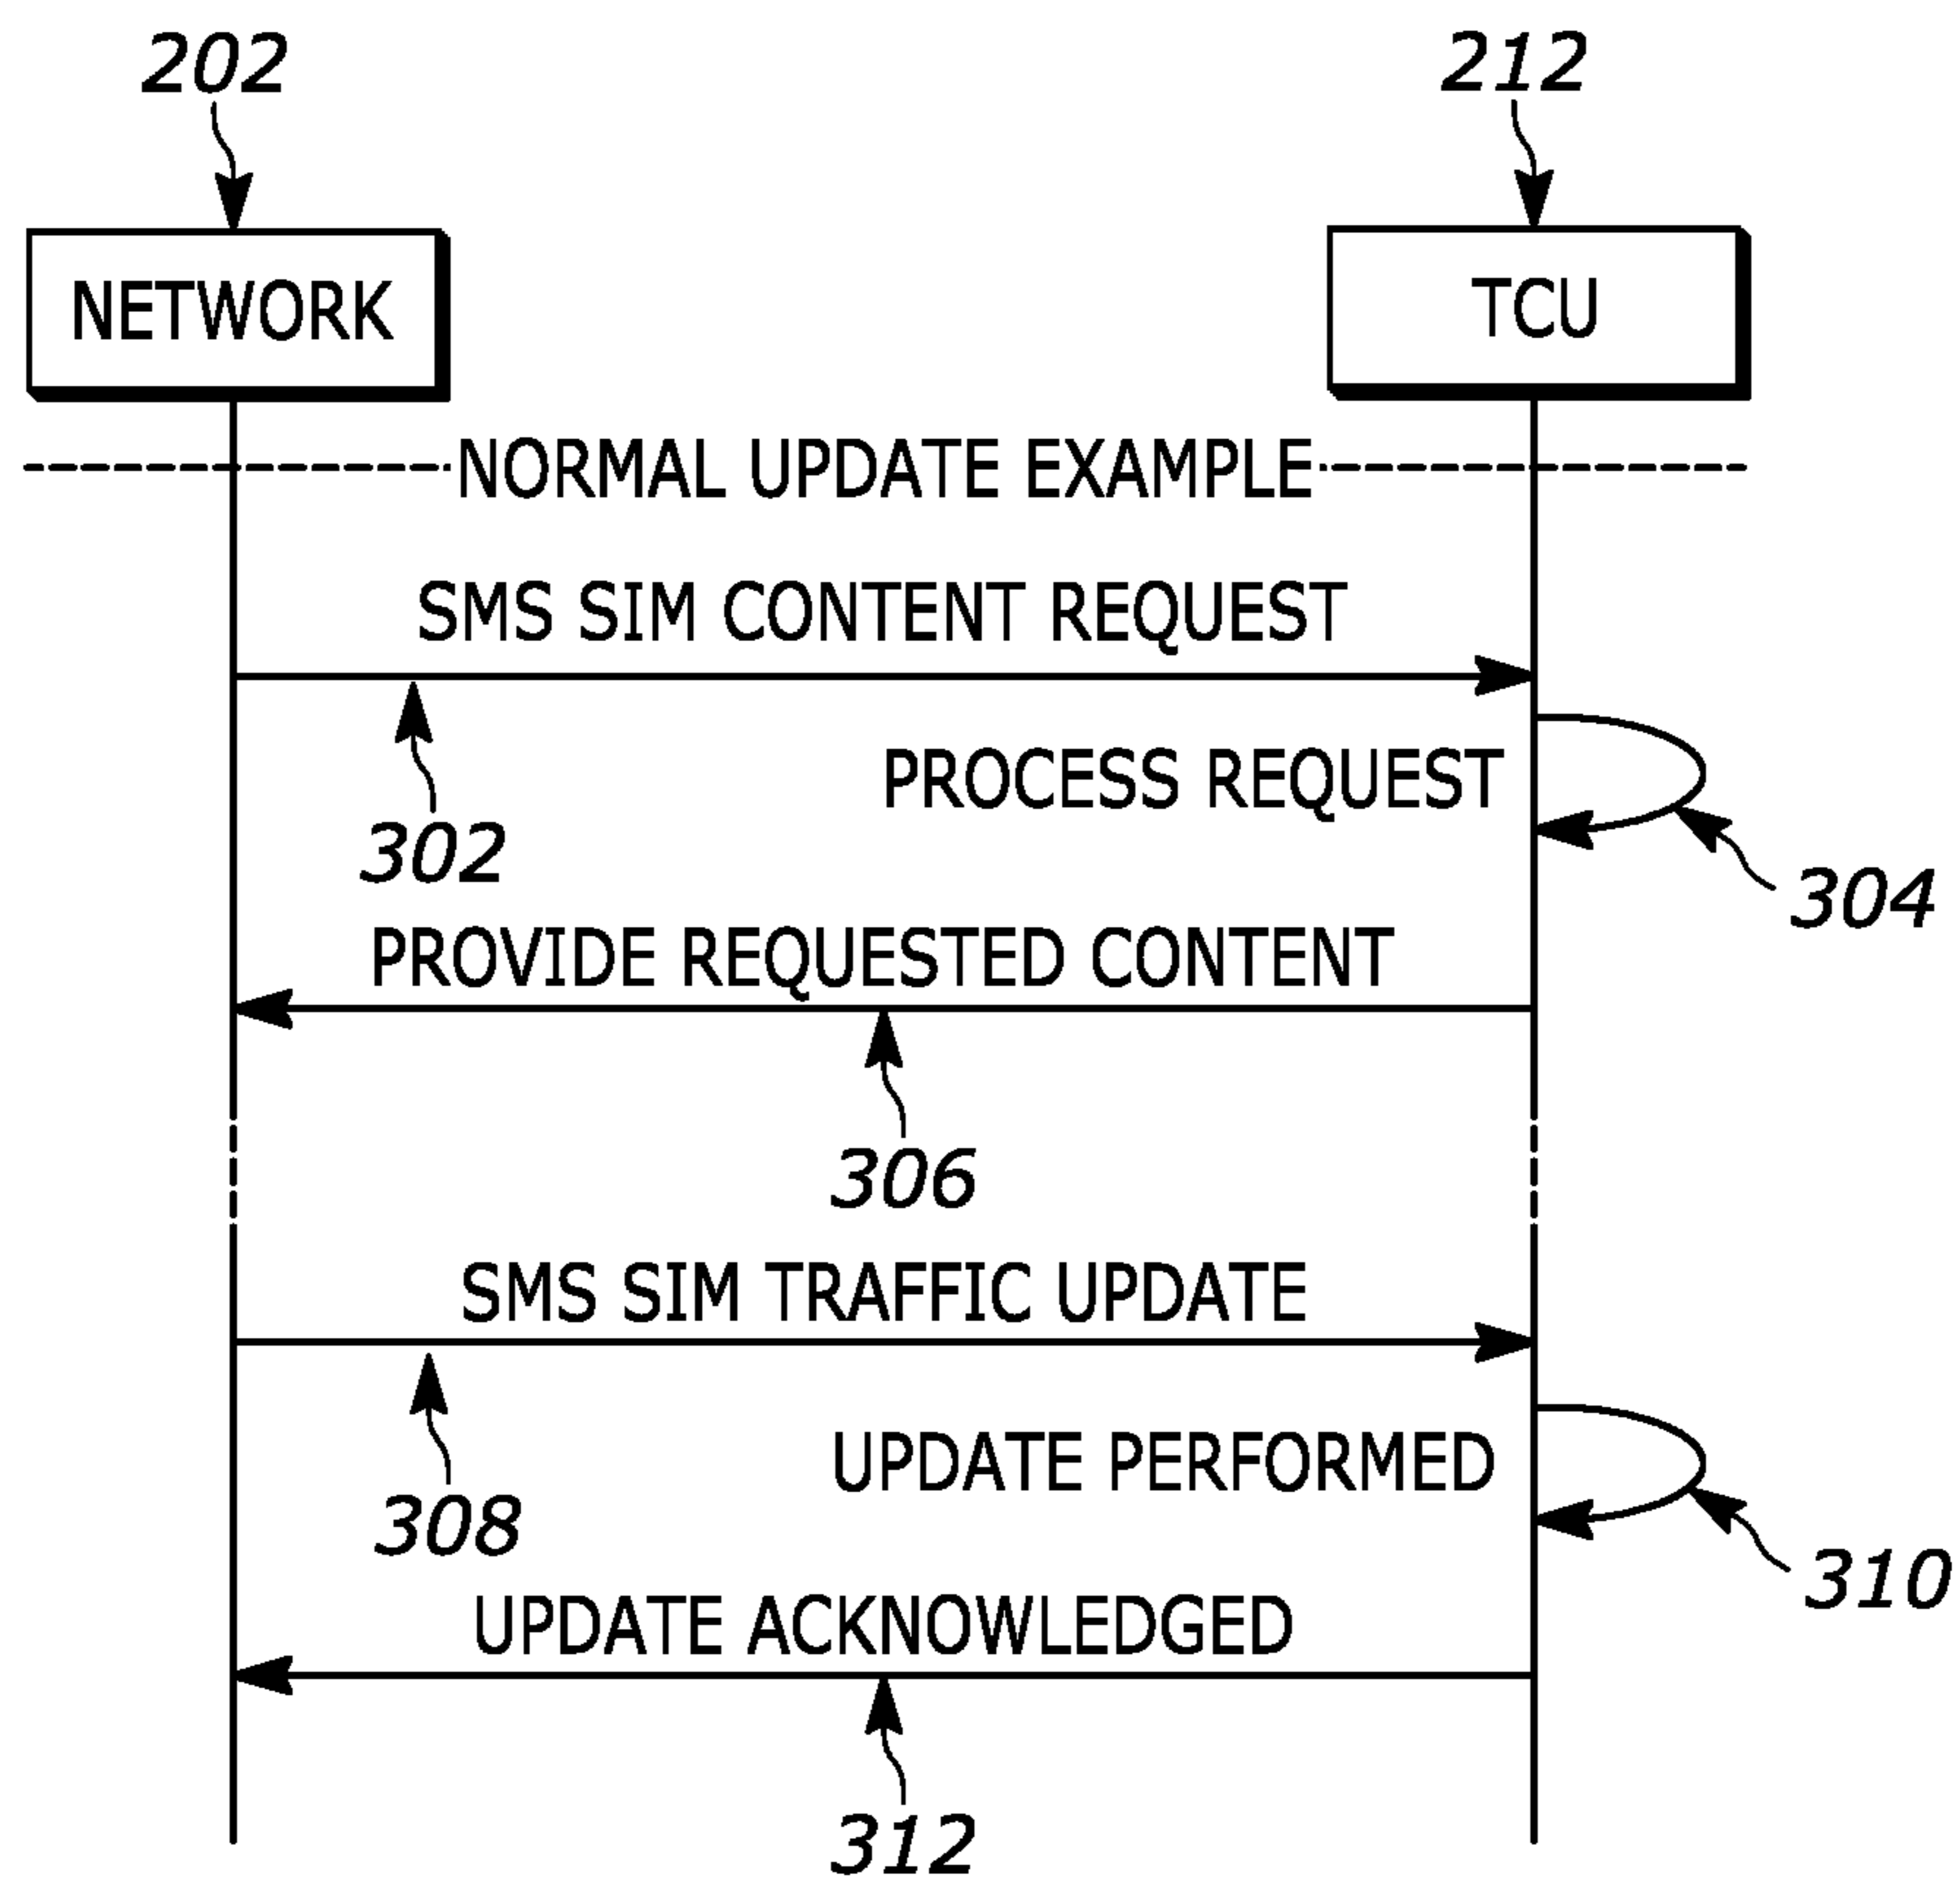 202
212
NETWORK
TCU
NORMAL UPDATE EXAMPLE
SMS SIM CONTENT REQUEST
PROCESS REQUEST
302
304
PROVIDE REQUESTED CONTENT
306
SMS SIM TRAFFIC UPDATE
UPDATE PERFORMED
308
310
UPDATE ACKNOWLEDGED
312